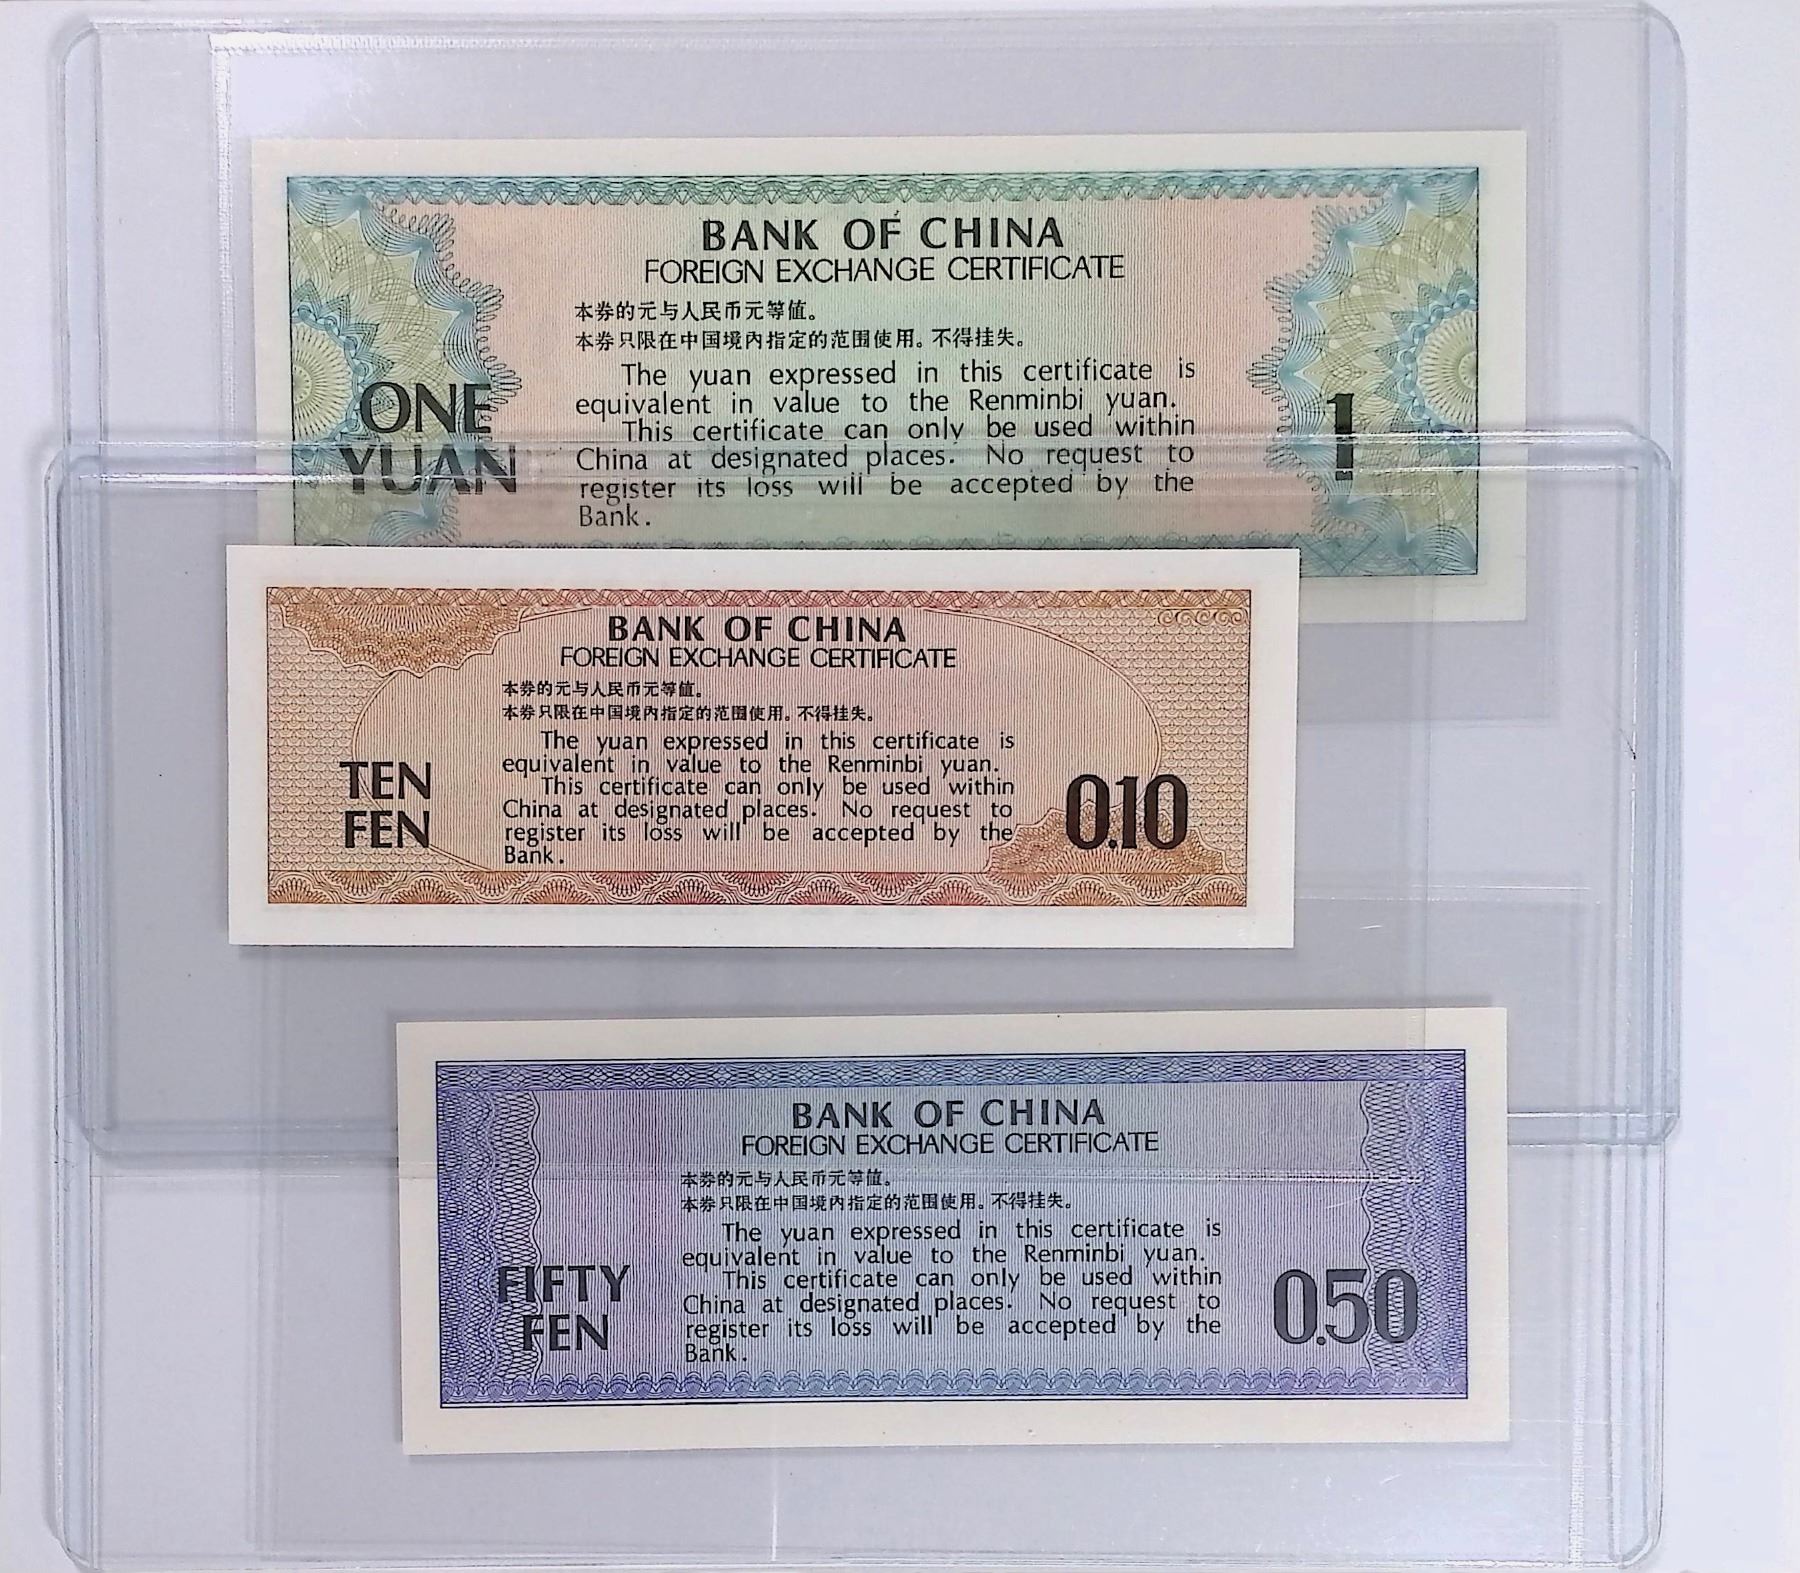 BANK OF CHINA
FOREIGN EXCHANGE CERTIFICATE
本券的元与人民币元等值。
本券只限在中国境内指定的范围使用。不得挂失。
The yuan expressed in this certificate is
equivalent in value to the Renminbi yuan.
This certificate can only be used within
China at designated places. No request to
register its loss will be accepted by the
Bank.
ONE
YUAN
1
BANK OF CHINA
FOREIGN EXCHANGE CERTIFICATE
本券的元与人民币元等值。
本券只限在中国境内指定的范围使用。不得挂失。
The yuan expressed in this certificate is
equivalent in value to the Renminbi yuan.
This certificate can only be used within
China at designated places. No request to
register its loss will be accepted by the
Bank.
TEN
FEN
0.10
BANK OF CHINA
FOREIGN EXCHANGE CERTIFICATE
本券的元与人民币元等值。
本券只限在中国境内指定的范围使用。不得挂失。
The yuan expressed in this certificate is
equivalent in value to the Renminbi yuan.
This certificate can only be used within
China at designated places. No request to
register its loss will be accepted by the
Bank.
FIFTY
FEN
0.50